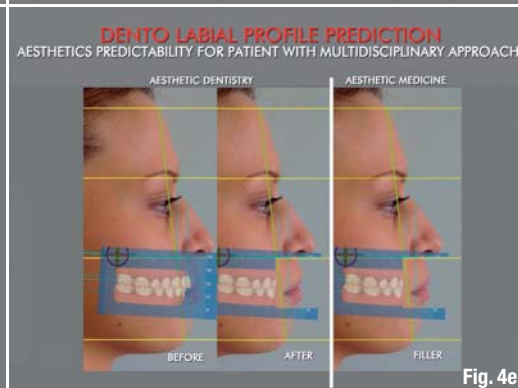 DENTO LABIAL PROFILE PREDICTION
AESTHETICS PREDICTABILITY FOR PATIENT WITH MULTIDISCIPLINARY APPROACH
AESTHETIC DENTISTRY
AESTHETIC MEDICINE
BEFORE
AFTER
FILLER
Fig. 4e